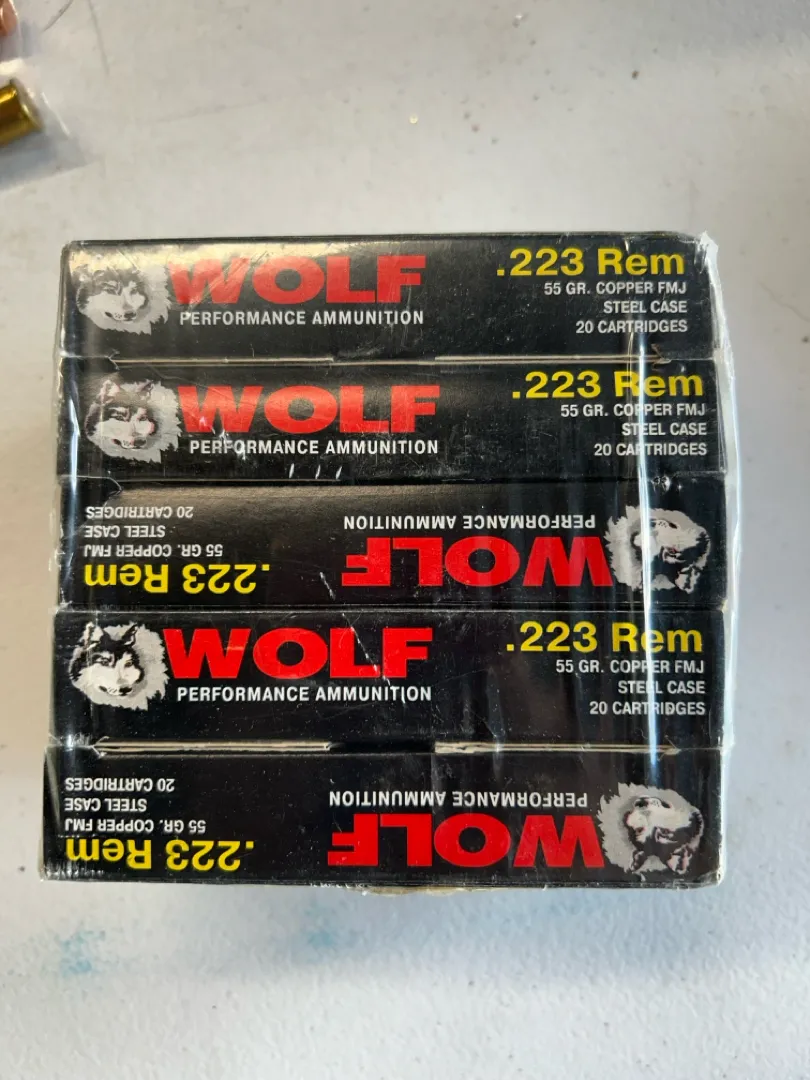 WOLF
PERFORMANCE AMMUNITION
.223 Rem
55 GR. COPPER FMJ
STEEL CASE
20 CARTRIDGES
WOLF
PERFORMANCE AMMUNITION
.223 Rem
55 GR. COPPER FMJ
STEEL CASE
20 CARTRIDGES
WOLF
PERFORMANCE AMMUNITION
.223 Rem
55 GR. COPPER FMJ
STEEL CASE
20 CARTRIDGES
WOLF
PERFORMANCE AMMUNITION
.223 Rem
55 GR. COPPER FMJ
STEEL CASE
20 CARTRIDGES
WOLF
PERFORMANCE AMMUNITION
.223 Rem
55 GR. COPPER FMJ
STEEL CASE
20 CARTRIDGES